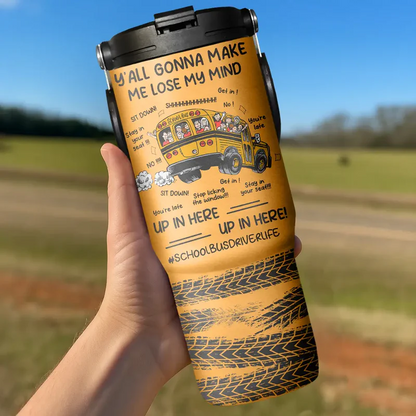 Y'ALL GONNA MAKE
ME LOSE MY MIND
Get in!
SIT DOWN!
No!
Stay in
your
seat!!!
You're
late
NO!!!
SIT DOWN!
Get in!
Stop licking
the window!!!
Stay in
your seat!!!
You're late
UP IN HERE
UP IN HERE!
#SCHOOLBUSDRIVERLIFE